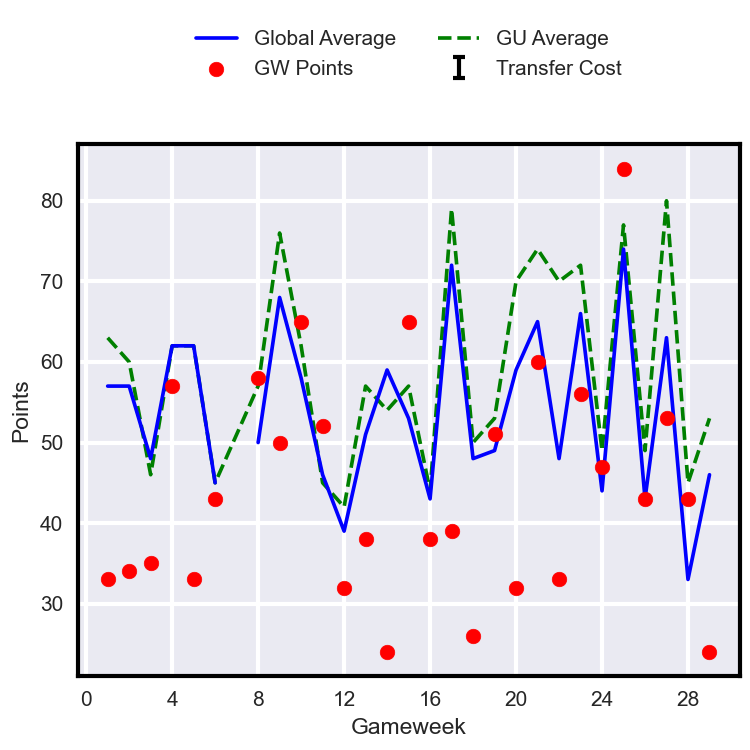 Global Average
GU Average
GW Points
Transfer Cost
80
70
60
50
40
30
Points
0 4 8 12 16 20 24 28
Gameweek